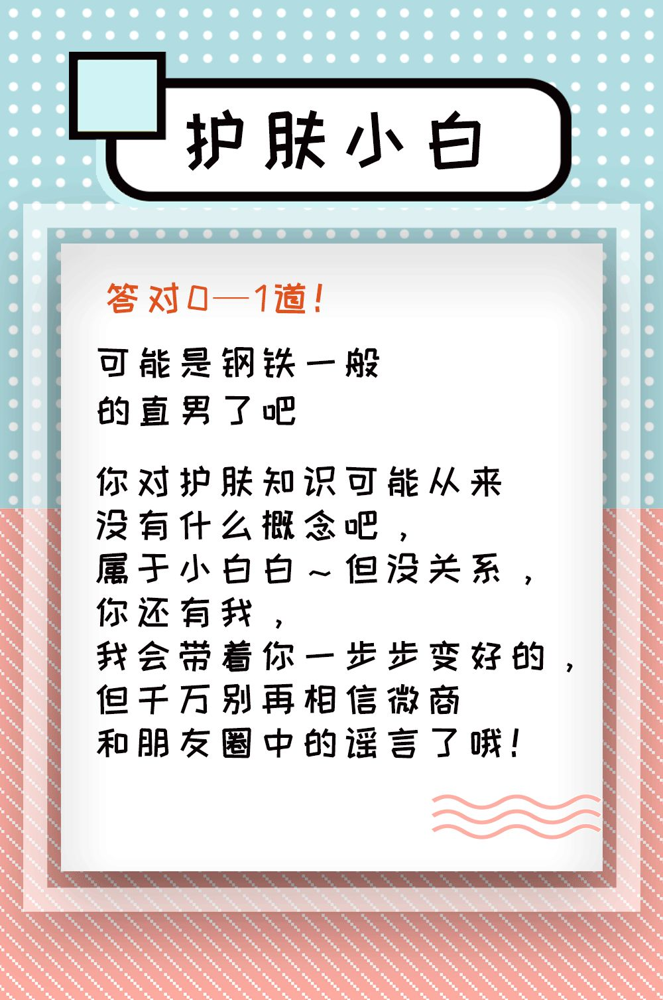 护肤小白
答对0—1道！
可能是钢铁一般
的直男了吧
你对护肤知识可能从来
没有什么概念吧，
属于小白白～但没关系，
你还有我，
我会带着你一步步变好的，
但千万别再相信微商
和朋友圈中的谣言了哦！